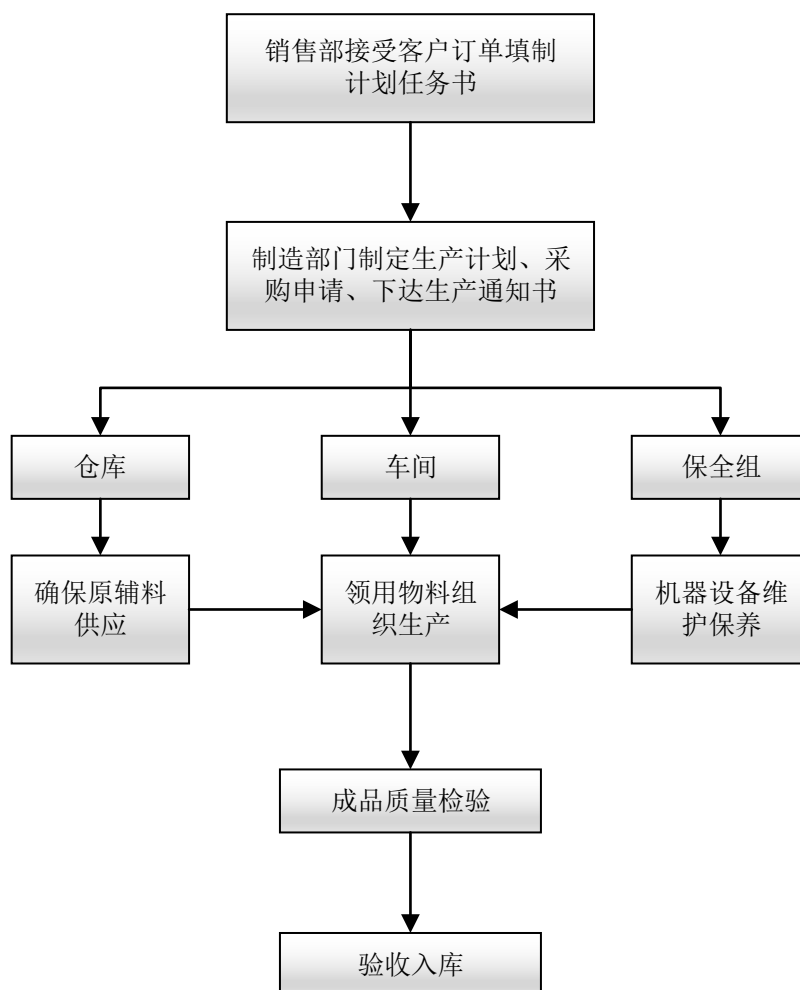 销售部接受客户订单填制
计划任务书
制造部门制定生产计划、采
购申请、下达生产通知书
仓库
车间
保全组
确保原辅料
供应
领用物料组
织生产
机器设备维
护保养
成品质量检验
验收入库